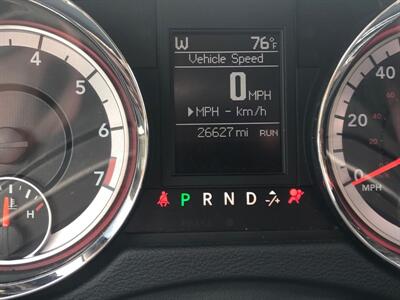 W 76°F
Vehicle Speed
0 MPH
▶MPH - km/h
26627 mi RUN
P R N D -/+
4
5
6
7
H
40
20
0
MPH